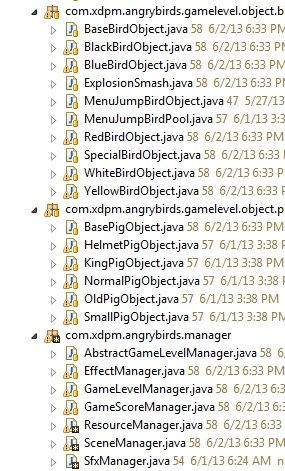 com.xdpm.angrybirds.gamelevel.object.b
BaseBirdObject.java 58 6/2/13 6:33 PM
BlackBirdObject.java 58 6/2/13 6:33 P
BlueBirdObject.java 58 6/2/13 6:33 PM
ExplosionSmash.java 58 6/2/13 6:33 P
MenuJumpBirdObject.java 47 5/27/13
MenuJumpBirdPool.java 57 6/1/13 3:3
RedBirdObject.java 58 6/2/13 6:33 PM
SpecialBirdObject.java 58 6/2/13 6:33
WhiteBirdObject.java 58 6/2/13 6:33 P
YellowBirdObject.java 58 6/2/13 6:33 P
com.xdpm.angrybirds.gamelevel.object.p
BasePigObject.java 58 6/2/13 6:33 PM
HelmetPigObject.java 57 6/1/13 3:38 P
KingPigObject.java 57 6/1/13 3:38 PM
NormalPigObject.java 57 6/1/13 3:38 P
OldPigObject.java 57 6/1/13 3:38 PM
SmallPigObject.java 57 6/1/13 3:38 PM
com.xdpm.angrybirds.manager
AbstractGameLevelManager.java 58 6/
EffectManager.java 58 6/2/13 6:33 PM
GameLevelManager.java 58 6/2/13 6:3
GameScoreManager.java 58 6/2/13 6:3
ResourceManager.java 58 6/2/13 6:33
SceneManager.java 58 6/2/13 6:33 PM
SfxManager.java 54 6/1/13 6:24 AM n